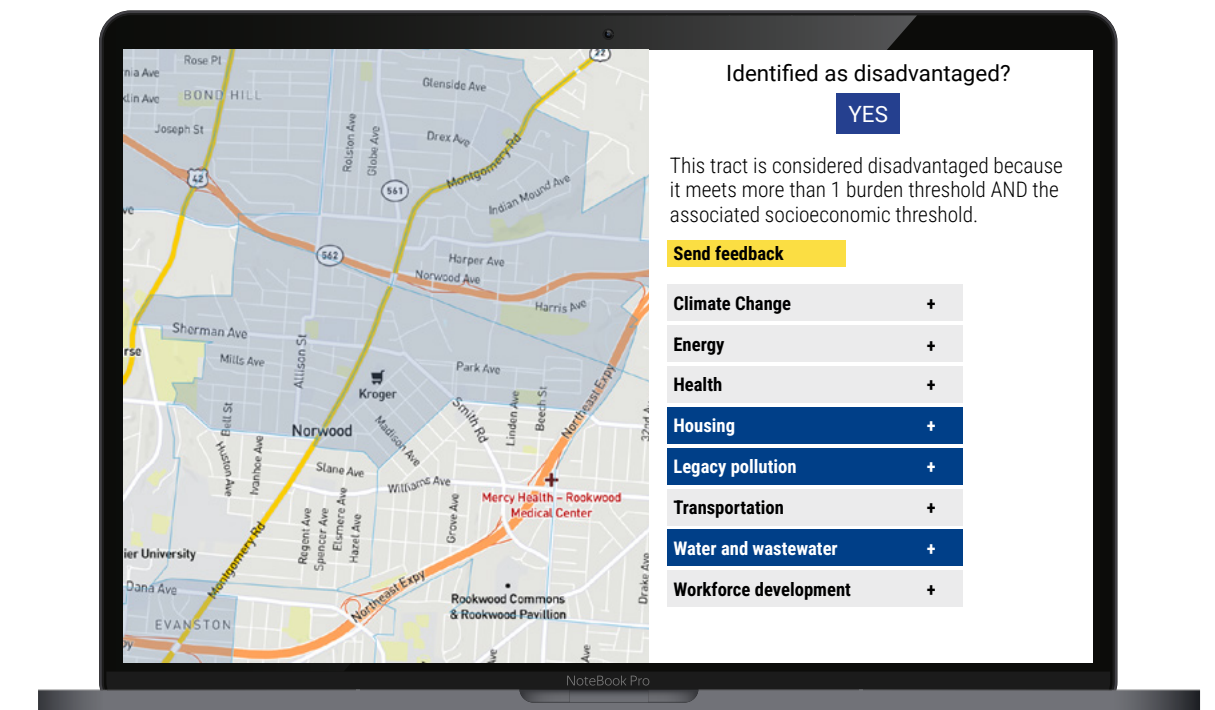 22
Rose Pl
nia Ave
Glenside Ave
klin Ave
BOND HILL
Joseph St
Rolston Ave
Globe Ave
Drex Ave
Montgomery Rd
42
561
Indian Mound Ave
ve
562
Harper Ave
Norwood Ave
Harris Ave
Sherman Ave
rse
Mills Ave
Allison St
Park Ave
Kroger
Northeast Expy
Bell St
Madison Ave
Smith Rd
Linden Ave
Beech St
32nd A
Norwood
Huston Ave
Ivanhoe Ave
Slane Ave
Williams Ave
Mercy Health – Rookwood
Medical Center
Regent Ave
Spencer Ave
Elsmere Ave
Hazel Ave
Grove Ave
ier University
Montgomery Rd
Dana Ave
Northeast Expy
Rookwood Commons
& Rookwood Pavillion
Drake Ave
EVANSTON
py
ve
Ave
Identified as disadvantaged?
YES
This tract is considered disadvantaged because
it meets more than 1 burden threshold AND the
associated socioeconomic threshold.
Send feedback
Climate Change +
Energy +
Health +
Housing +
Legacy pollution +
Transportation +
Water and wastewater +
Workforce development +
NoteBook Pro